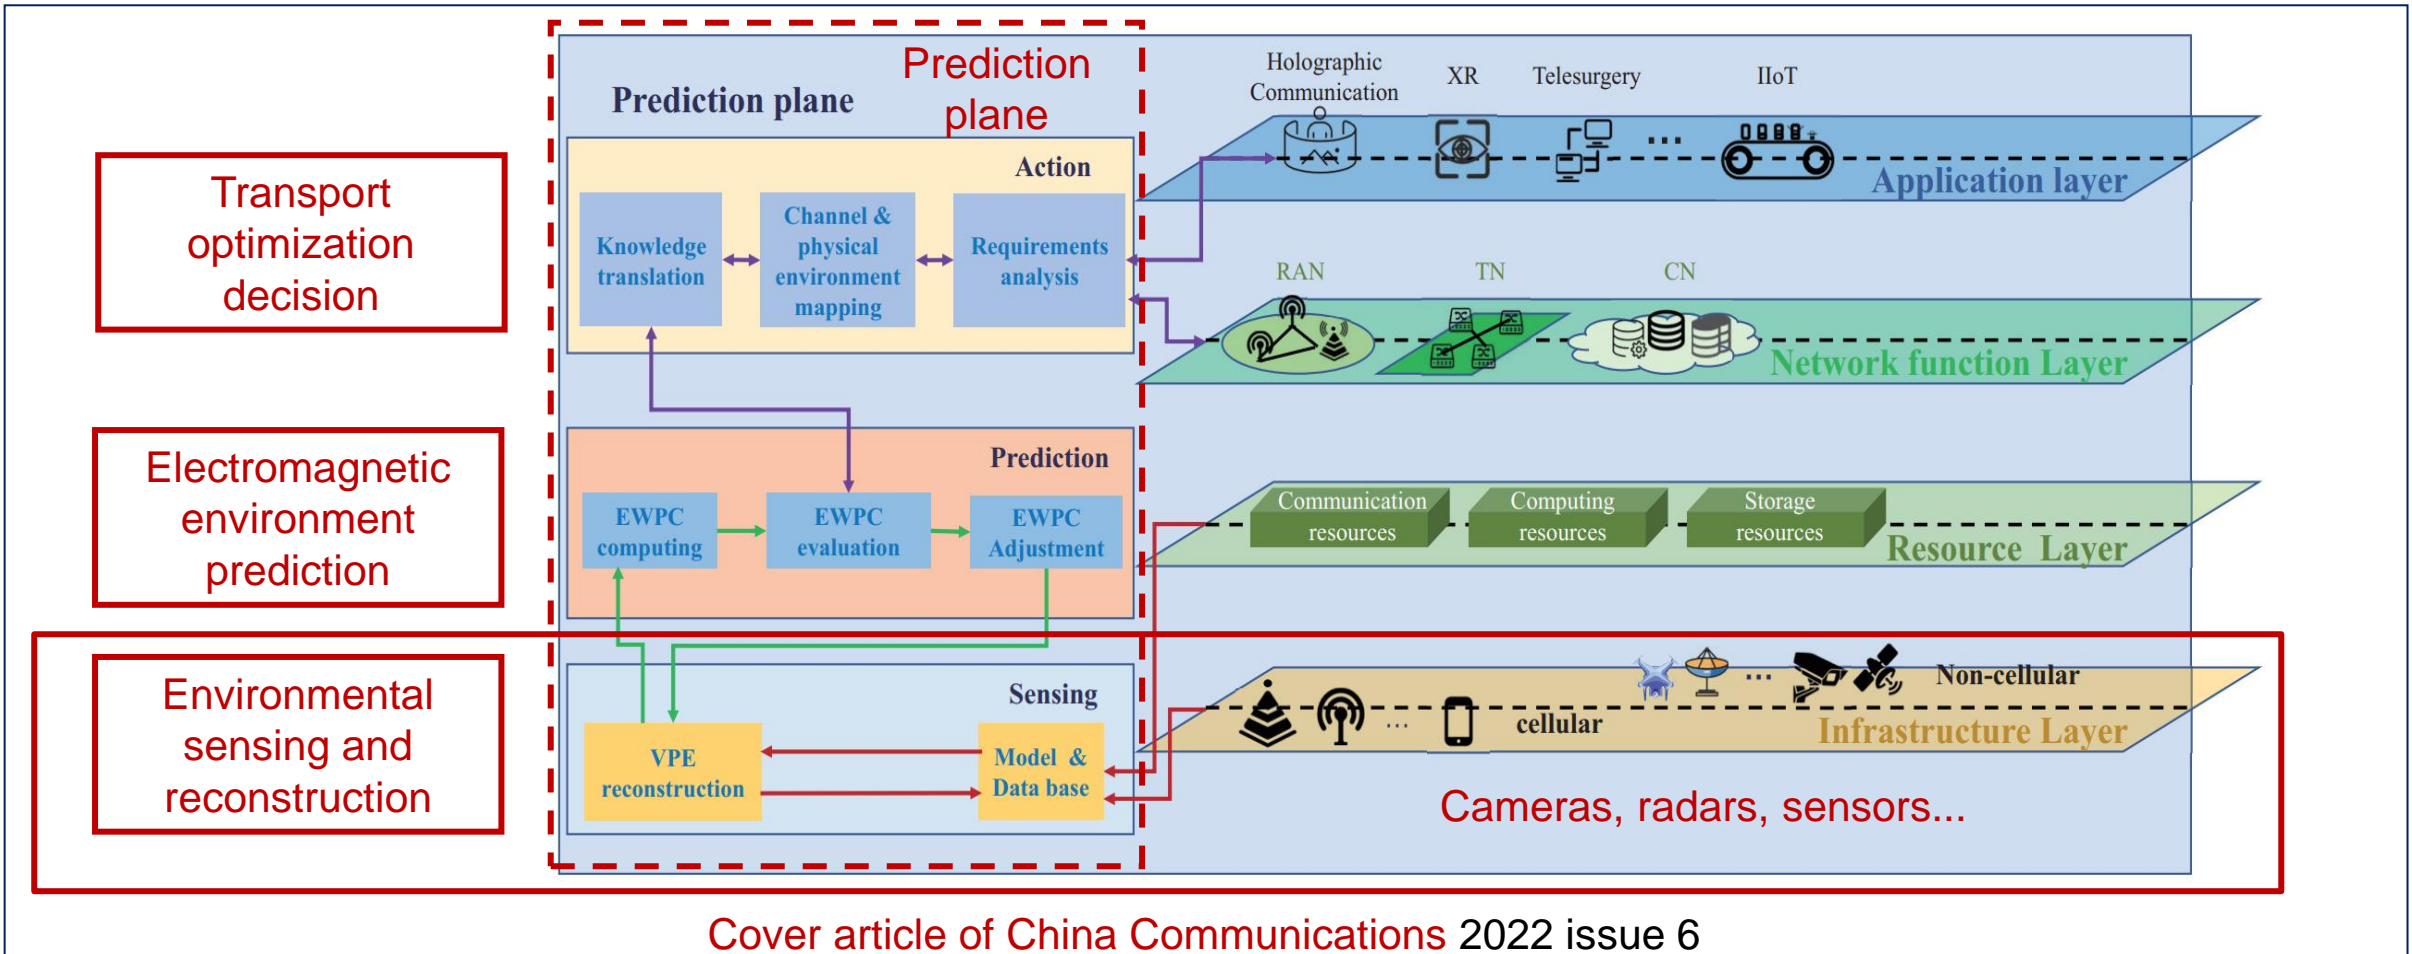 Prediction plane
Prediction
plane
Transport
optimization
decision
Action
Knowledge
translation
Channel &
physical
environment
mapping
Requirements
analysis
Holographic
Communication
XR
Telesurgery
IIoT
...
Application layer
RAN
TN
CN
Network function Layer
Electromagnetic
environment
prediction
Prediction
EWPC
computing
EWPC
evaluation
EWPC
Adjustment
Communication
resources
Computing
resources
Storage
resources
Resource Layer
Environmental
sensing and
reconstruction
Sensing
VPE
reconstruction
Model &
Data base
...
Non-cellular
...
cellular
Infrastructure Layer
Cameras, radars, sensors...
Cover article of China Communications 2022 issue 6